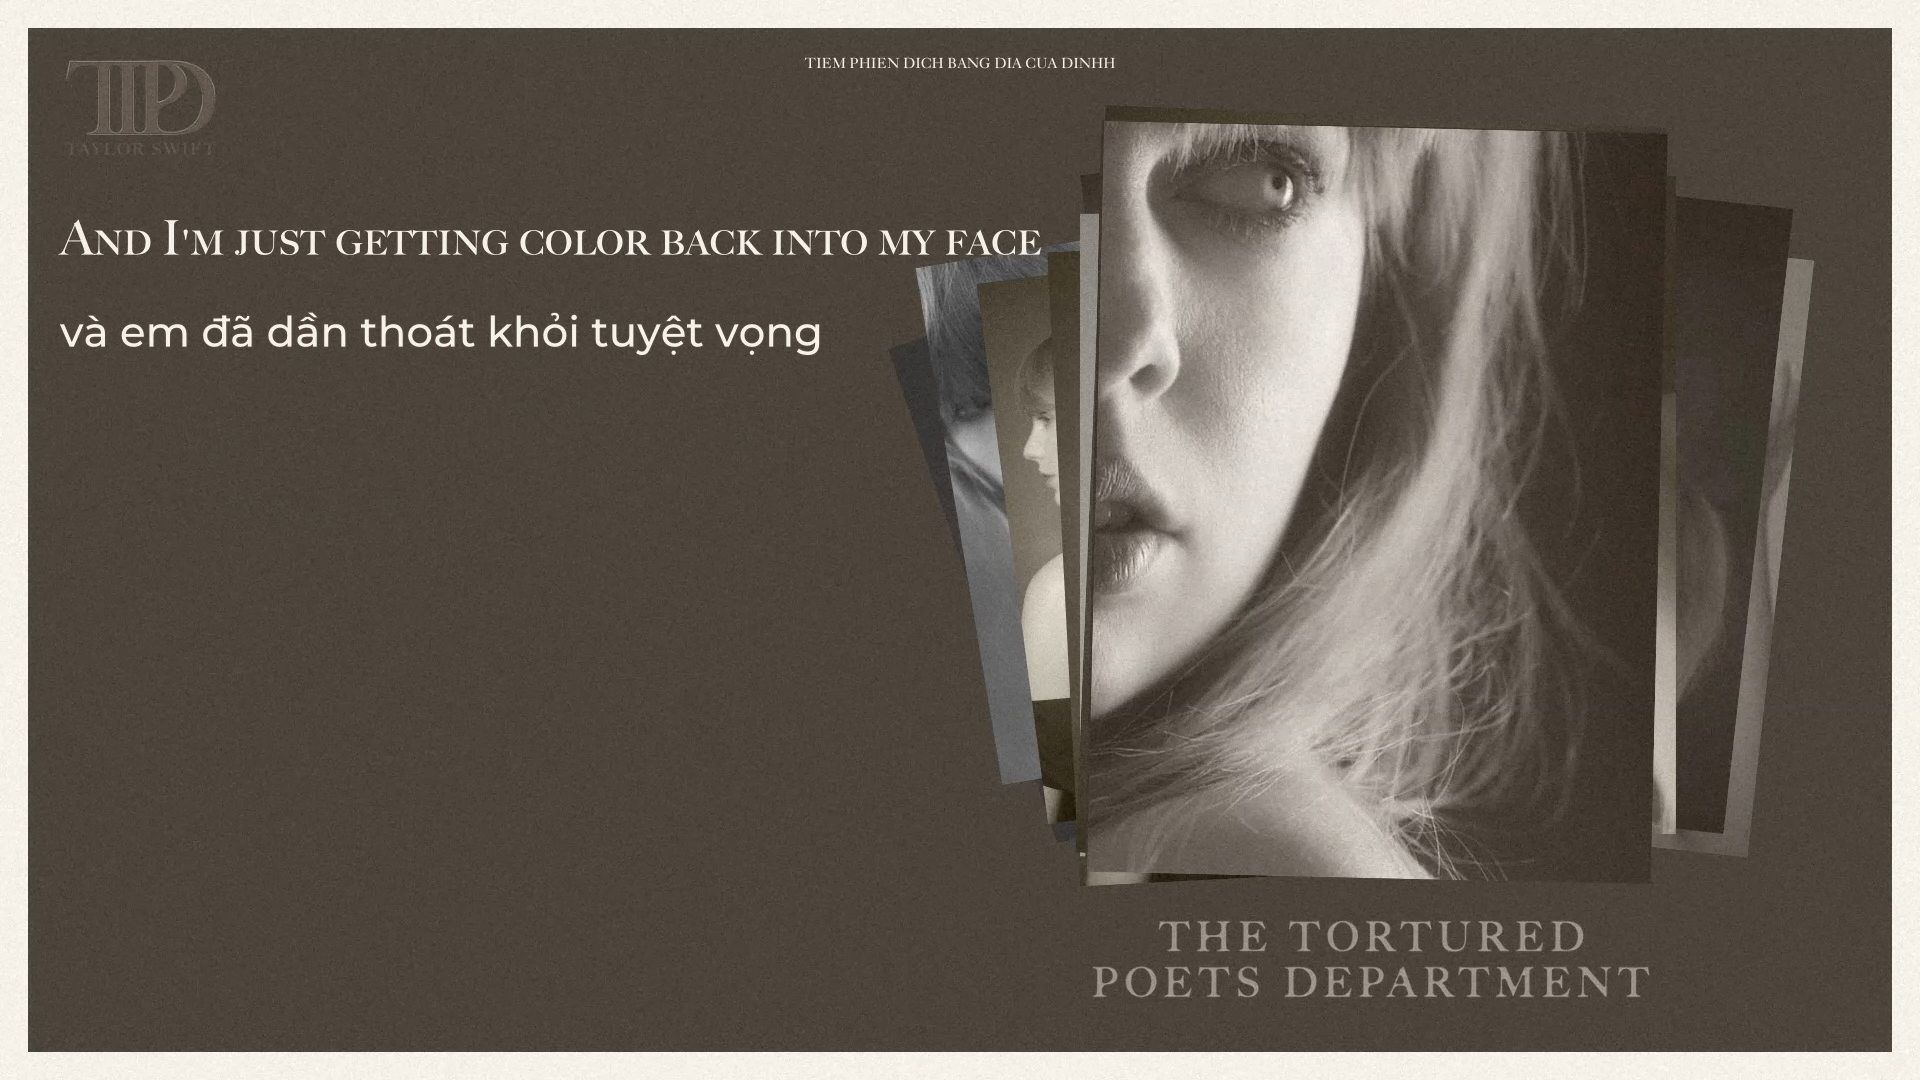 TIEM PHIEN DICH BANG DIA CUA DINHH
TTPD
TAYLOR SWIFT
And I'm just getting color back into my face
và em đã dần thoát khỏi tuyệt vọng
THE TORTURED
POETS DEPARTMENT